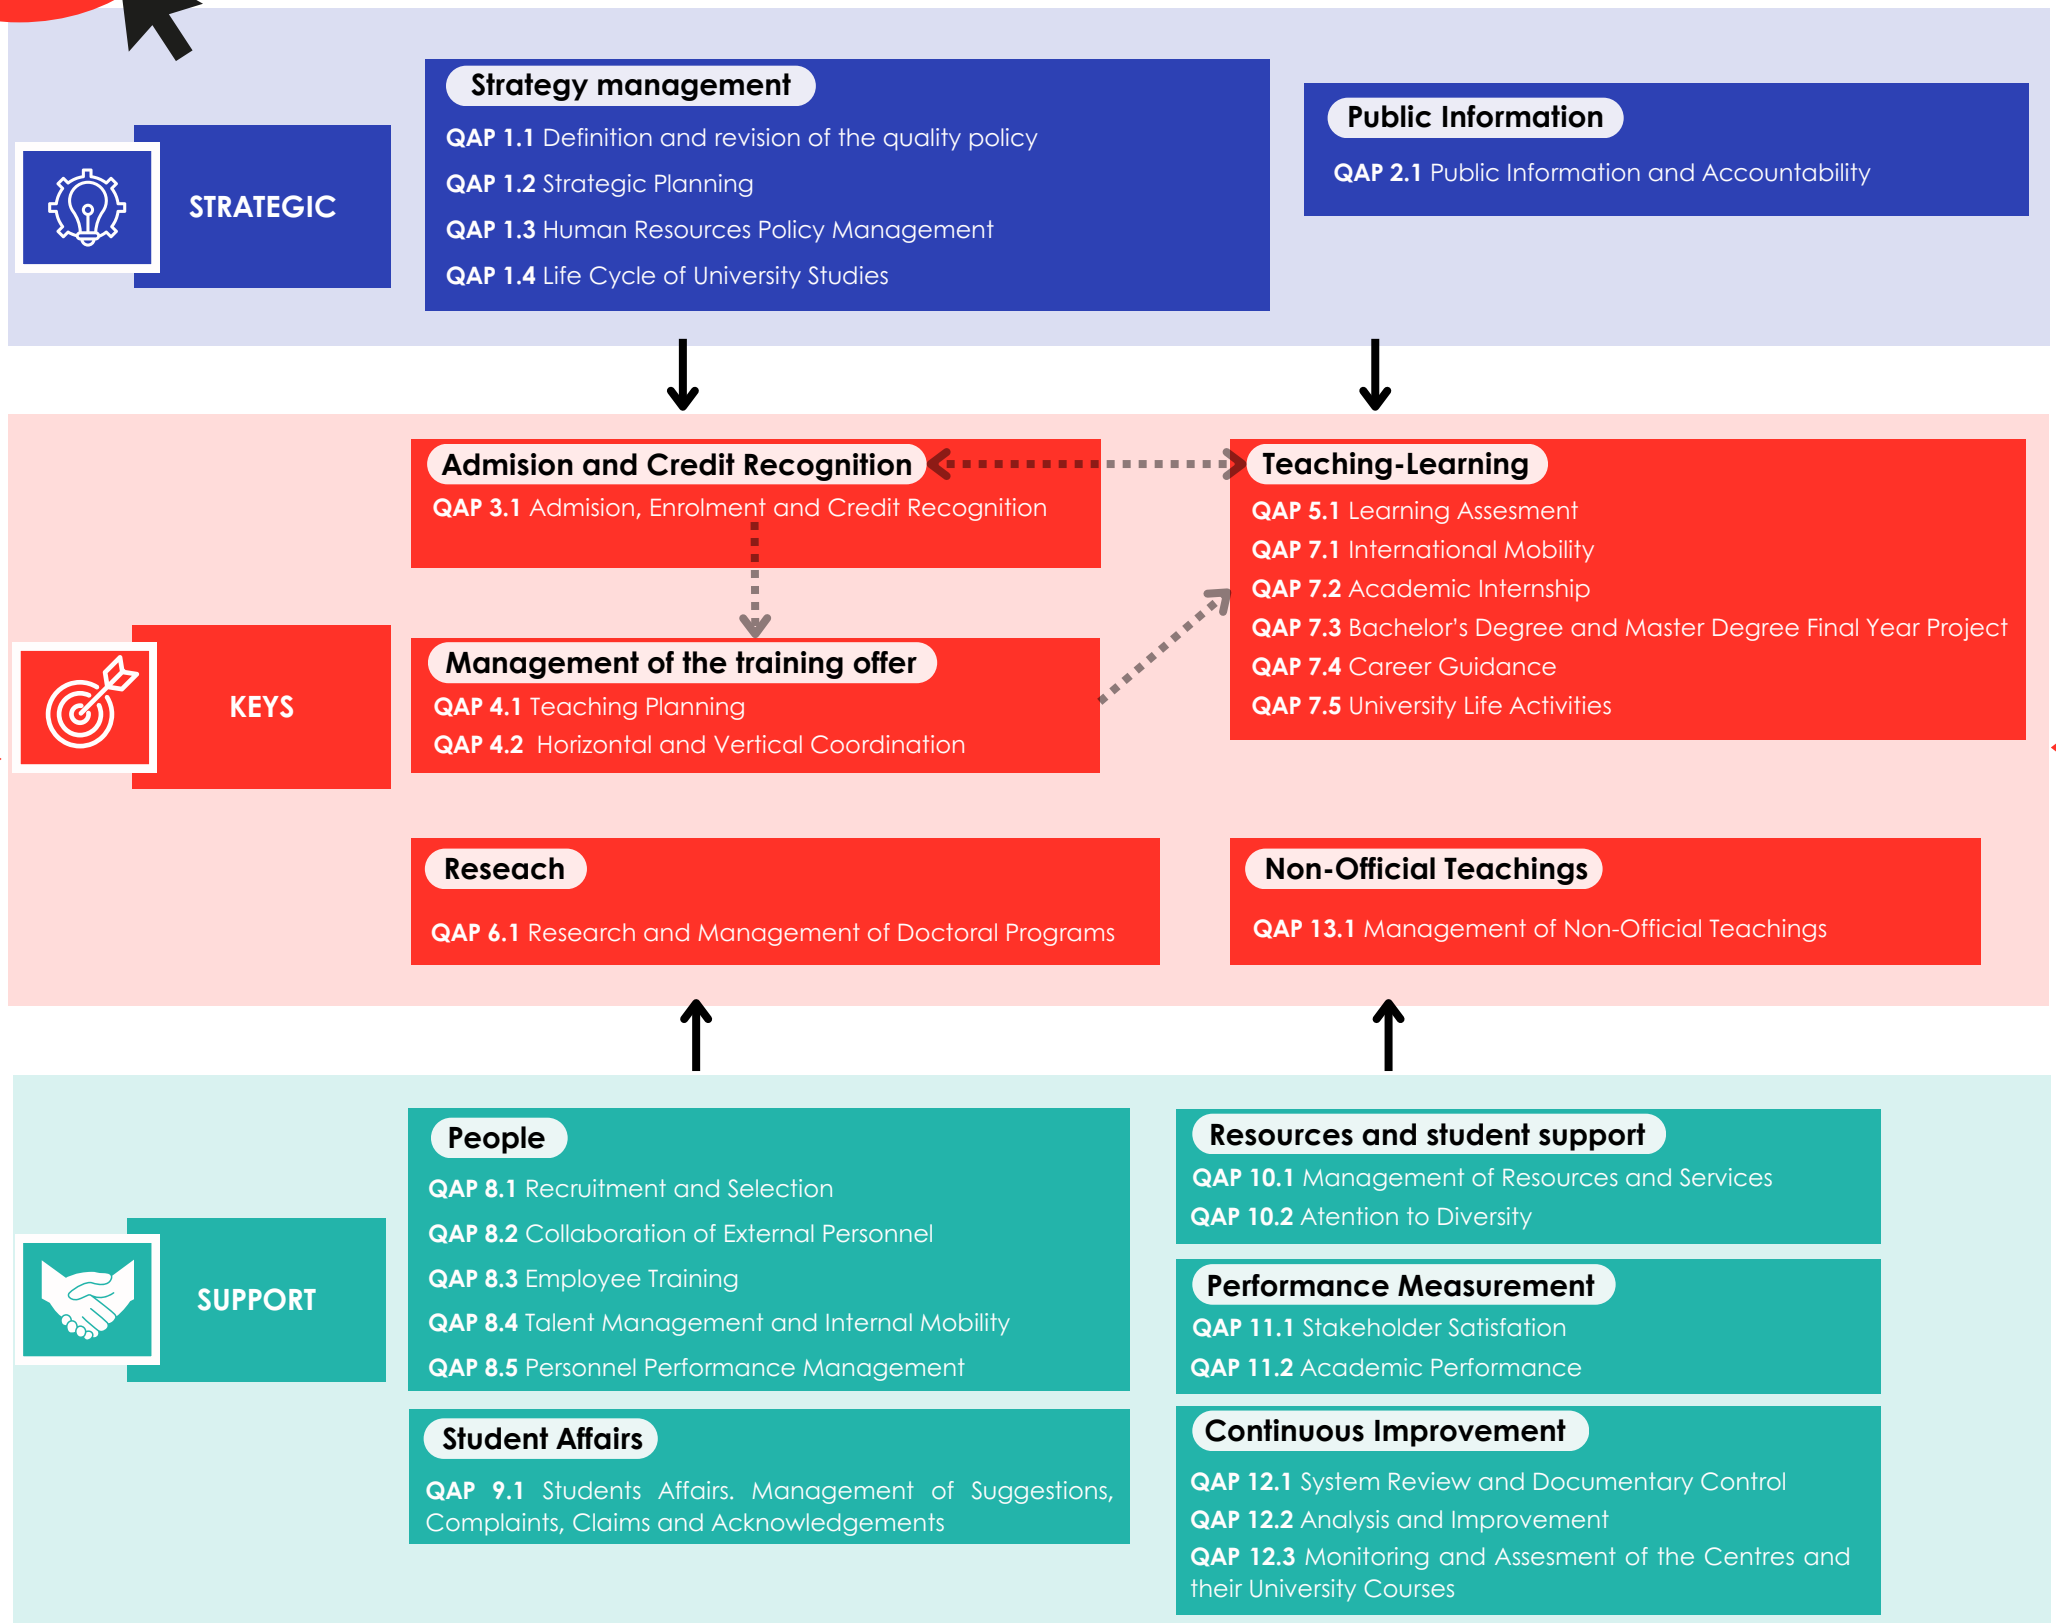 STRATEGIC
Strategy management
QAP 1.1 Definition and revision of the quality policy
QAP 1.2 Strategic Planning
QAP 1.3 Human Resources Policy Management
QAP 1.4 Life Cycle of University Studies
Public Information
QAP 2.1 Public Information and Accountability
KEYS
Admision and Credit Recognition
QAP 3.1 Admision, Enrolment and Credit Recognition
Management of the training offer
QAP 4.1 Teaching Planning
QAP 4.2 Horizontal and Vertical Coordination
Teaching-Learning
QAP 5.1 Learning Assesment
QAP 7.1 International Mobility
QAP 7.2 Academic Internship
QAP 7.3 Bachelor's Degree and Master Degree Final Year Project
QAP 7.4 Career Guidance
QAP 7.5 University Life Activities
Reseach
QAP 6.1 Research and Management of Doctoral Programs
Non-Official Teachings
QAP 13.1 Management of Non-Official Teachings
SUPPORT
People
QAP 8.1 Recruitment and Selection
QAP 8.2 Collaboration of External Personnel
QAP 8.3 Employee Training
QAP 8.4 Talent Management and Internal Mobility
QAP 8.5 Personnel Performance Management
Student Affairs
QAP 9.1 Students Affairs. Management of Suggestions,
Complaints, Claims and Acknowledgements
Resources and student support
QAP 10.1 Management of Resources and Services
QAP 10.2 Atention to Diversity
Performance Measurement
QAP 11.1 Stakeholder Satisfation
QAP 11.2 Academic Performance
Continuous Improvement
QAP 12.1 System Review and Documentary Control
QAP 12.2 Analysis and Improvement
QAP 12.3 Monitoring and Assesment of the Centres and
their University Courses